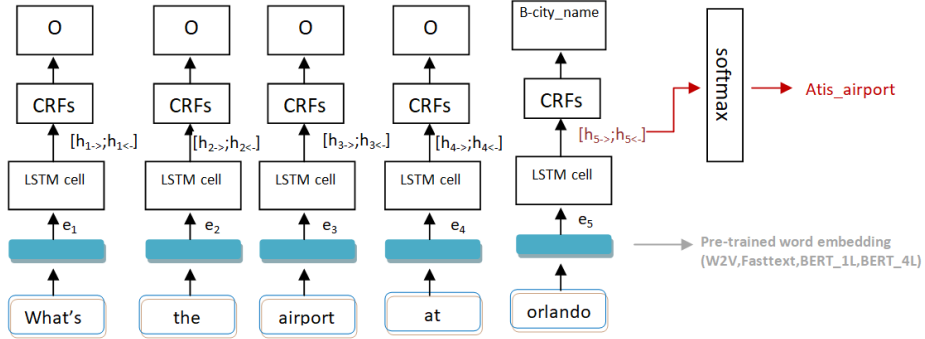 O O O O B-city_name
CRFs CRFs CRFs CRFs CRFs
softmax
Atis_airport
[h1->;h1<-] [h2->;h2<-] [h3->;h3<-] [h4->;h4<-] [h5->;h5<-]
LSTM cell LSTM cell LSTM cell LSTM cell LSTM cell
e1 e2 e3 e4 e5
Pre-trained word embedding
(W2V,Fasttext,BERT_1L,BERT_4L)
What's the airport at orlando